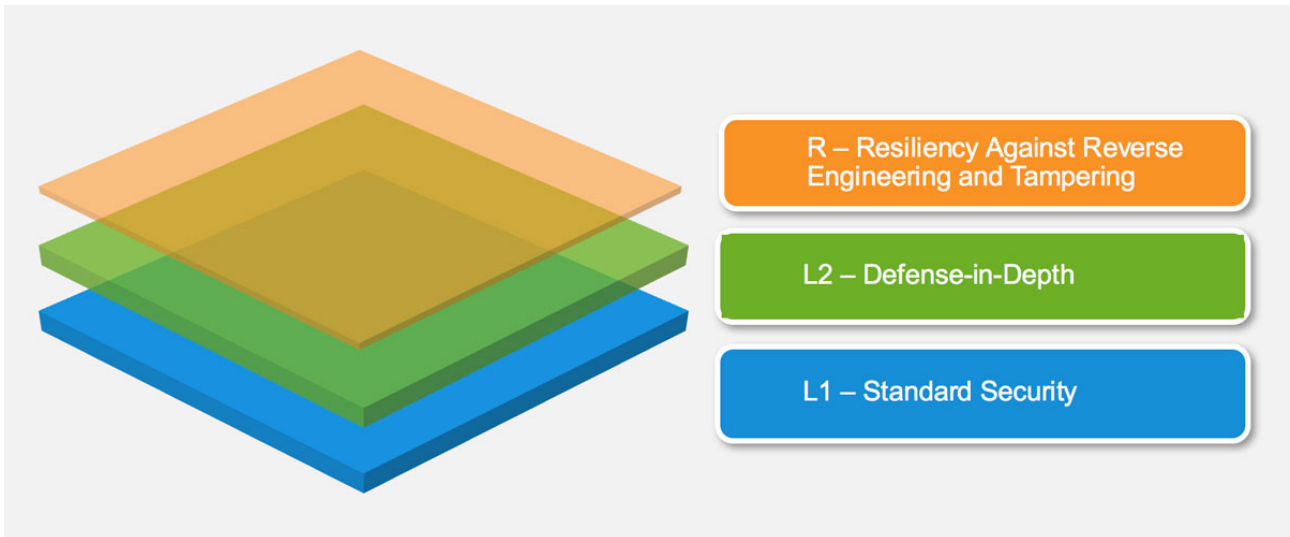 R – Resiliency Against Reverse
Engineering and Tampering
L2 – Defense-in-Depth
L1 – Standard Security